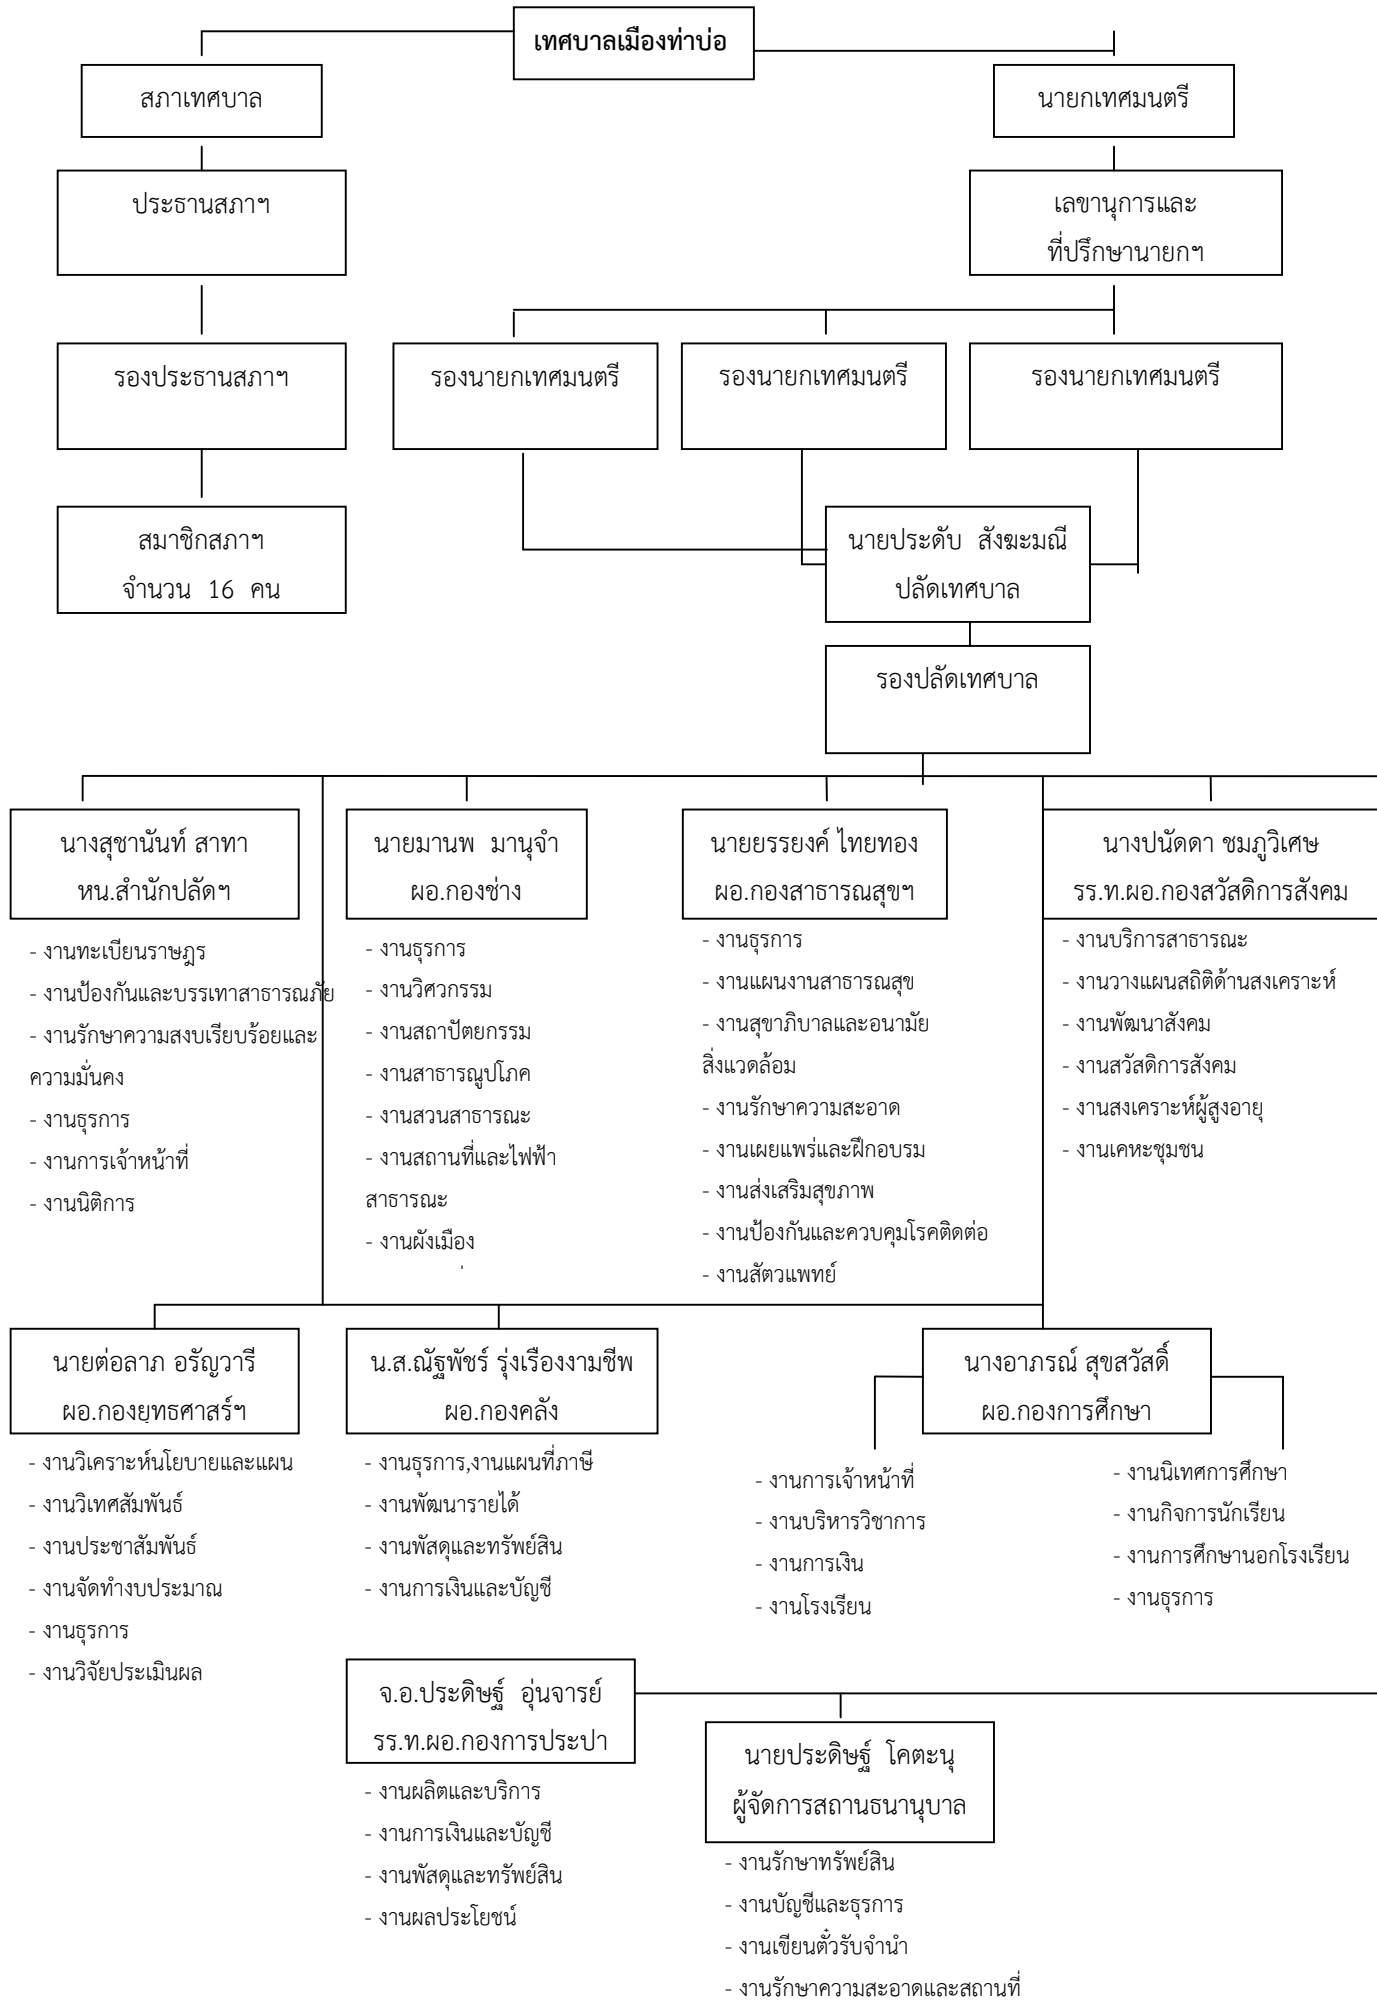 เทศบาลเมืองท่าบ่อ
สภาเทศบาล
นายกเทศมนตรี
ประธานสภาฯ
เลขานุการและ
ที่ปรึกษานายกฯ
รองประธานสภาฯ
รองนายกเทศมนตรี
รองนายกเทศมนตรี
รองนายกเทศมนตรี
สมาชิกสภาฯ
จำนวน 16 คน
นายประดับ สังฆะมณี
ปลัดเทศบาล
รองปลัดเทศบาล
นางสุชานันท์ สาทา
หน.สำนักปลัดฯ
- งานทะเบียนราษฎร
- งานป้องกันและบรรเทาสาธารณภัย
- งานรักษาความสงบเรียบร้อยและ
ความมั่นคง
- งานธุรการ
- งานการเจ้าหน้าที่
- งานนิติการ
นายมานพ มานุจำ
ผอ.กองช่าง
- งานธุรการ
- งานวิศวกรรม
- งานสถาปัตยกรรม
- งานสาธารณูปโภค
- งานสวนสาธารณะ
- งานสถานที่และไฟฟ้า
สาธารณะ
- งานผังเมือง
นายยรรยงค์ ไทยทอง
ผอ.กองสาธารณสุขฯ
- งานธุรการ
- งานแผนงานสาธารณสุข
- งานสุขาภิบาลและอนามัย
สิ่งแวดล้อม
- งานรักษาความสะอาด
- งานเผยแพร่และฝึกอบรม
- งานส่งเสริมสุขภาพ
- งานป้องกันและควบคุมโรคติดต่อ
- งานสัตวแพทย์
นางปนัดดา ชมภูวิเศษ
รร.ท.ผอ.กองสวัสดิการสังคม
- งานบริการสาธารณะ
- งานวางแผนสถิติด้านสงเคราะห์
- งานพัฒนาสังคม
- งานสวัสดิการสังคม
- งานสงเคราะห์ผู้สูงอายุ
- งานเคหะชุมชน
นายต่อลาภ อรัญวารี
ผอ.กองยุทธศาสร์ฯ
- งานวิเคราะห์นโยบายและแผน
- งานวิเทศสัมพันธ์
- งานประชาสัมพันธ์
- งานจัดทำงบประมาณ
- งานธุรการ
- งานวิจัยประเมินผล
น.ส.ณัฐพัชร์ รุ่งเรืองงามชีพ
ผอ.กองคลัง
- งานธุรการ,งานแผนที่ภาษี
- งานพัฒนารายได้
- งานพัสดุและทรัพย์สิน
- งานการเงินและบัญชี
นางอาภรณ์ สุขสวัสดิ์
ผอ.กองการศึกษา
- งานการเจ้าหน้าที่
- งานบริหารวิชาการ
- งานการเงิน
- งานโรงเรียน
- งานนิเทศการศึกษา
- งานกิจการนักเรียน
- งานการศึกษานอกโรงเรียน
- งานธุรการ
จ.อ.ประดิษฐ์ อุ่นจารย์
รร.ท.ผอ.กองการประปา
- งานผลิตและบริการ
- งานการเงินและบัญชี
- งานพัสดุและทรัพย์สิน
- งานผลประโยชน์
นายประดิษฐ์ โคตะนุ
ผู้จัดการสถานธนานุบาล
- งานรักษาทรัพย์สิน
- งานบัญชีและธุรการ
- งานเขียนตั๋วรับจำนำ
- งานรักษาความสะอาดและสถานที่